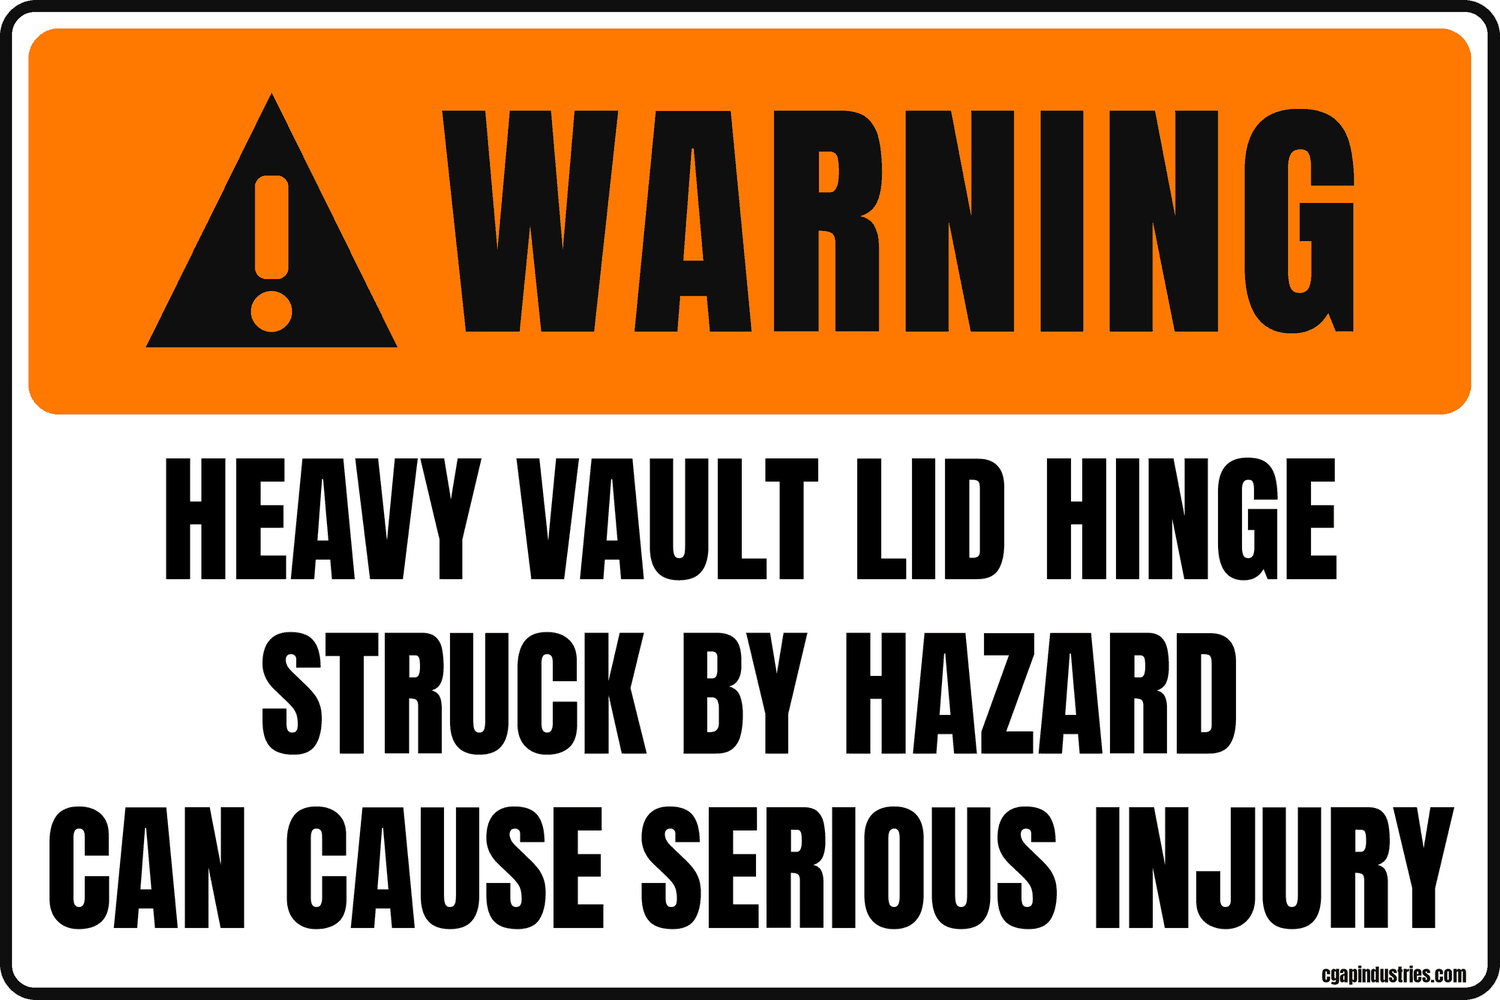 WARNING
HEAVY VAULT LID HINGE
STRUCK BY HAZARD
CAN CAUSE SERIOUS INJURY
cgapindustries.com